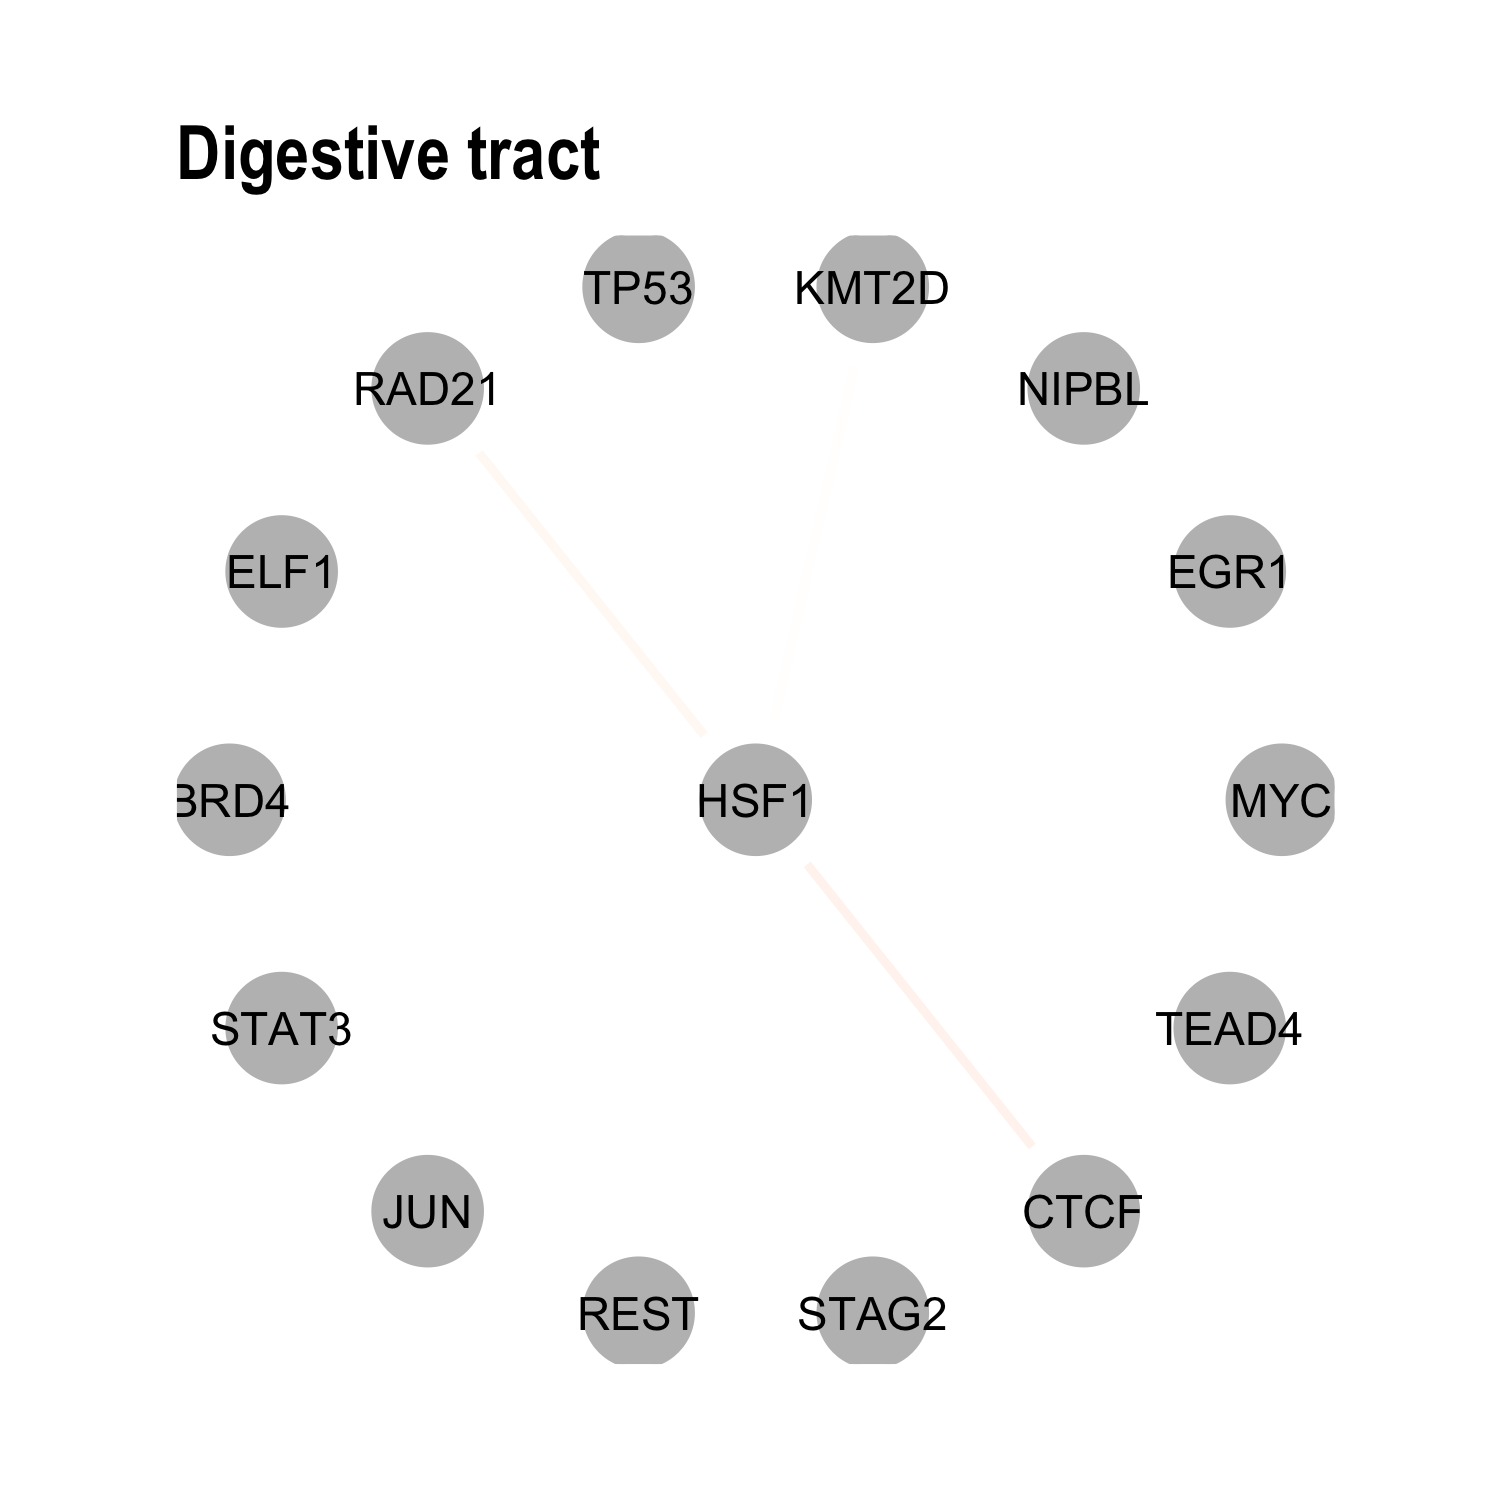 Digestive tract
TP53
KMT2D
RAD21
NIPBL
ELF1
EGR1
BRD4
HSF1
MYC
STAT3
TEAD4
JUN
CTCF
REST
STAG2